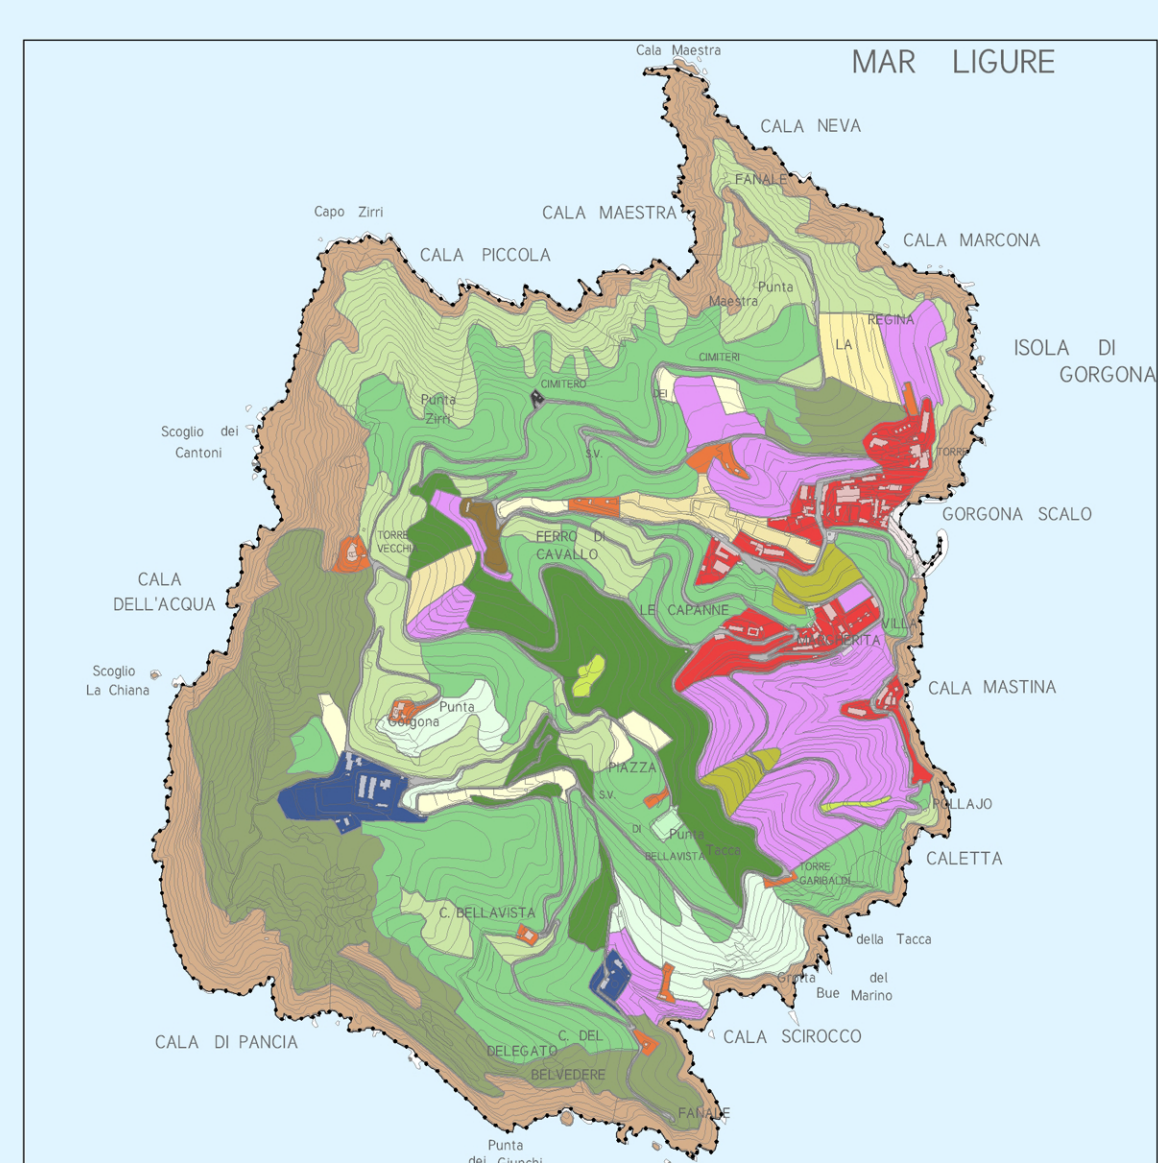 Cala Maestra
MAR LIGURE
CALA NEVA
FANALE
Capo Zirri
CALA MAESTRA
CALA MARCONA
CALA PICCOLA
Punta
Maestra
REGINA
LA
ISOLA DI
GORGONA
CIMITERI
CIMITERO
DEI
Punta
Zirri
Scoglio dei
Cantoni
S.V.
TORRE
GORGONA SCALO
TORRE
VECCHIA
FERRO DI
CAVALLO
CALA
DELL'ACQUA
LE CAPANNE
VILLA
MARGHERITA
Scoglio
La Chiana
CALA MASTINA
Punta
Gorgona
PIAZZA
S.V.
POLLAJO
DI
Punta
Tacca
BELLAVISTA
CALETTA
TORRE
GARIBALDI
C. BELLAVISTA
della Tacca
Grotta del
Bue Marino
CALA DI PANCIA
C. DEL
DELEGATO
CALA SCIROCCO
BELVEDERE
FANALE
Punta
dei Giunchi